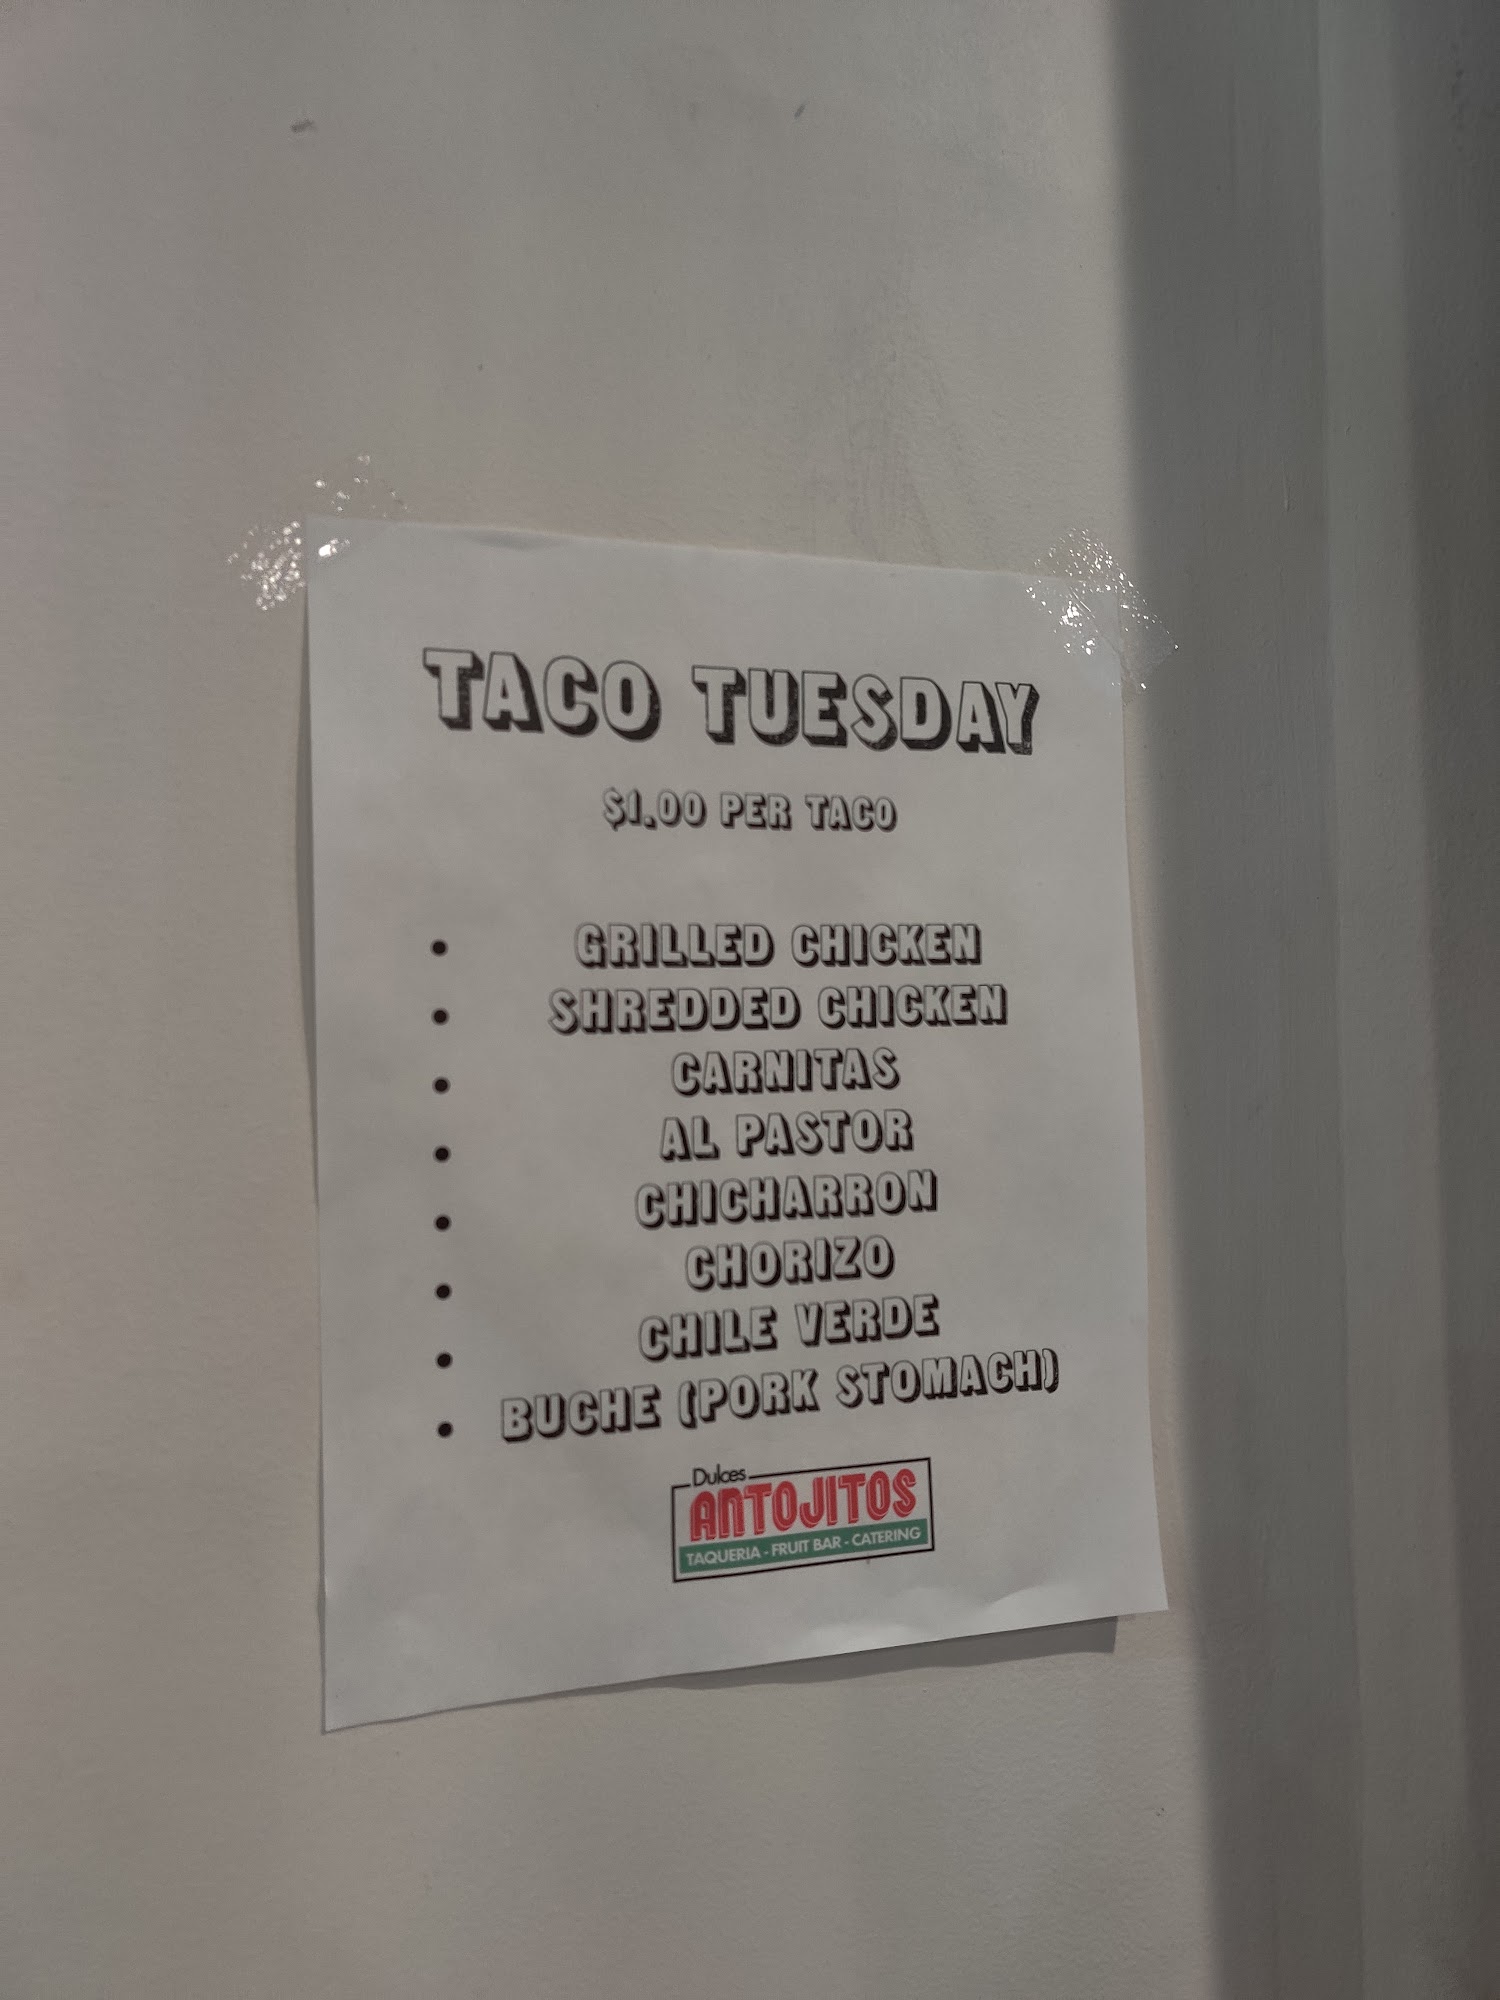 TACO TUESDAY
$1.00 PER TACO
• GRILLED CHICKEN
• SHREDDED CHICKEN
• CARNITAS
• AL PASTOR
• CHICHARRON
• CHORIZO
• CHILE VERDE
• BUCHE (PORK STOMACH)
Dulces
ANTOJITOS
TAQUERIA - FRUIT BAR - CATERING